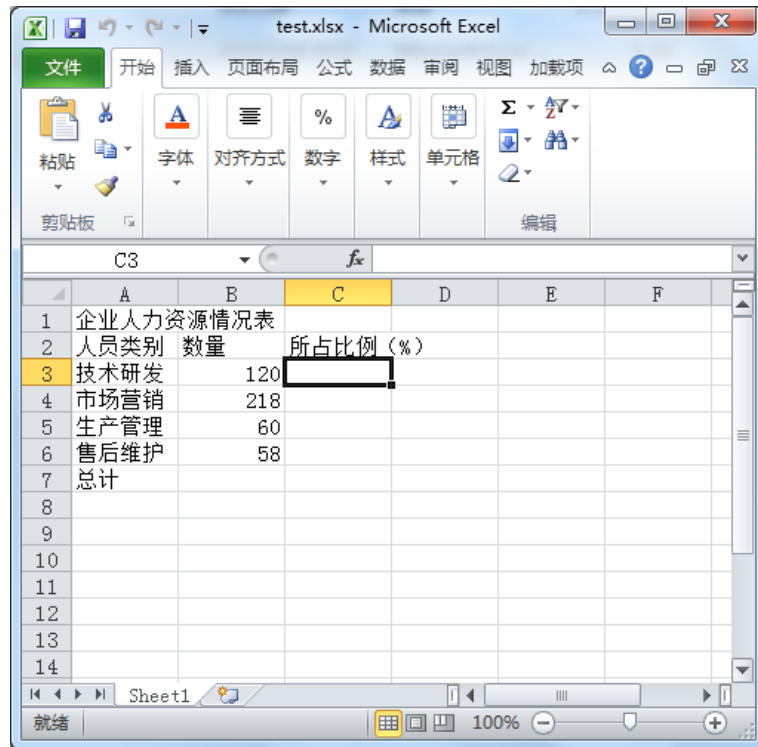 test.xlsx - Microsoft Excel
文件 开始 插入 页面布局 公式 数据 审阅 视图 加载项
粘贴 字体 对齐方式 数字 样式 单元格
剪贴板 编辑
C3 fx
A B C D E F
1 企业人力资源情况表
2 人员类别 数量 所占比例（%）
3 技术研发 120
4 市场营销 218
5 生产管理 60
6 售后维护 58
7 总计
8
9
10
11
12
13
14
Sheet1
就绪 100%